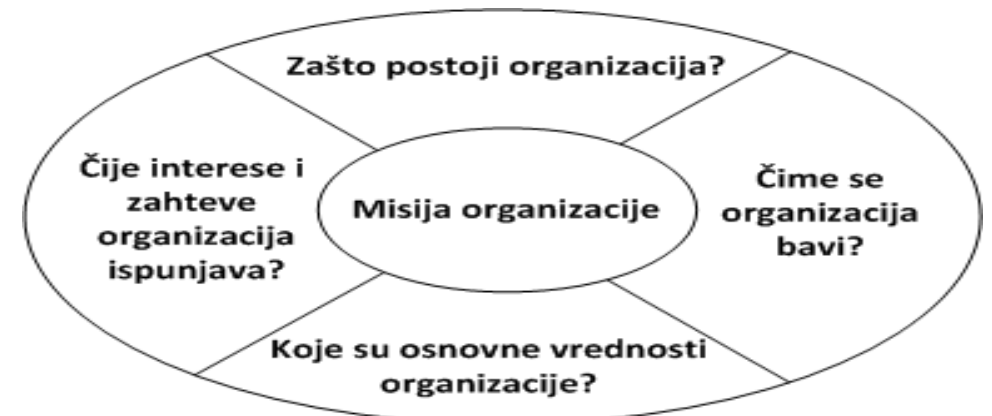 Zašto postoji organizacija?
Čije interese i
zahteve
organizacija
ispunjava?
Misija organizacije
Čime se
organizacija
bavi?
Koje su osnovne vrednosti
organizacije?